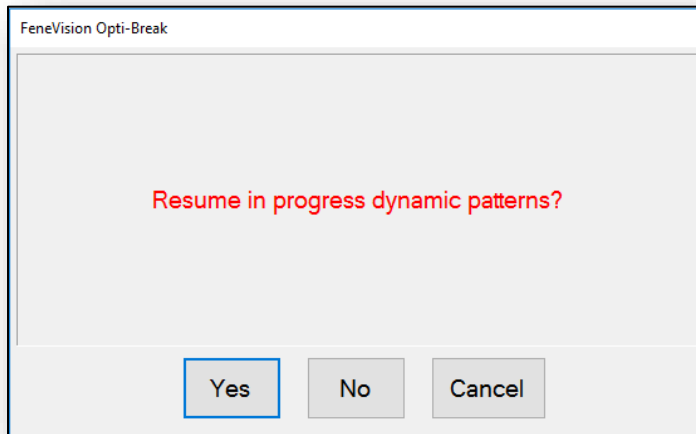 FeneVision Opti-Break
Resume in progress dynamic patterns?
Yes No Cancel